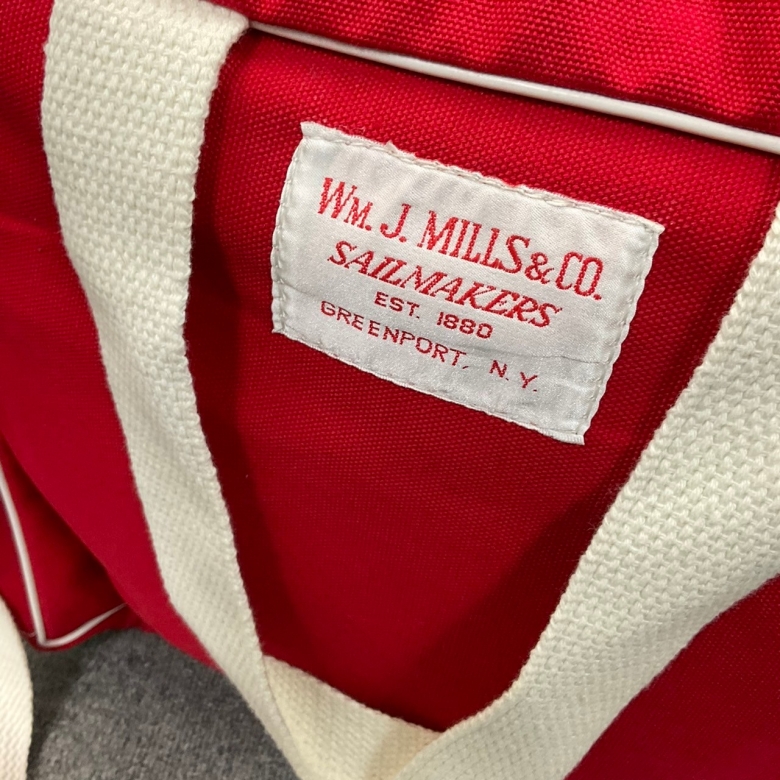 WM. J. MILLS & CO.
SAILMAKERS
EST. 1880
GREENPORT, N.Y.